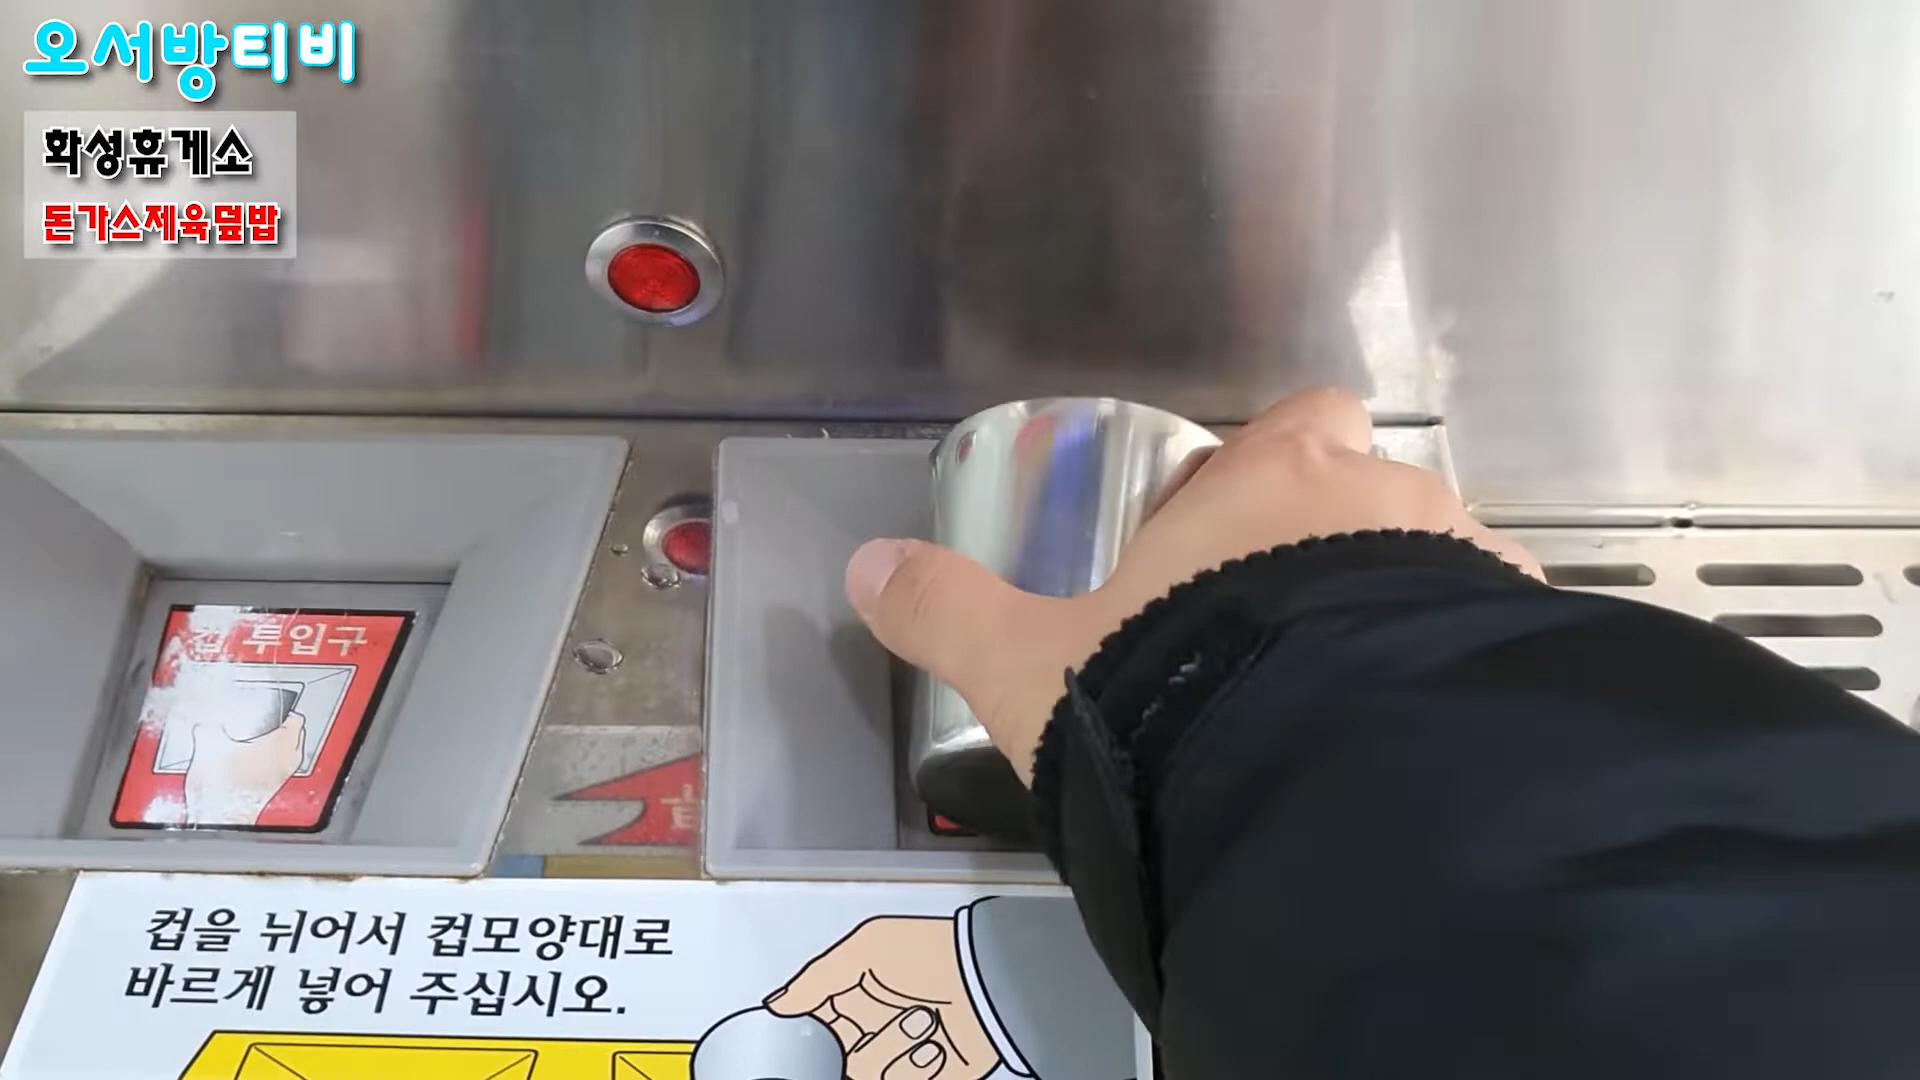 오서방티비
화성휴게소
돈가스제육덮밥
컵 투입구
컵을 뉘어서 컵모양대로
바르게 넣어 주십시오.